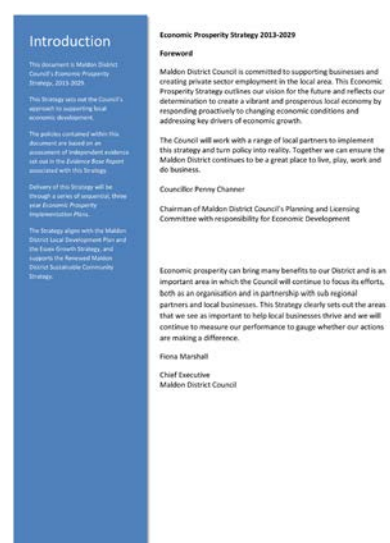 Introduction
This document is Maldon District
Council's Economic Prosperity
Strategy, 2013-2029.
This Strategy sets out the Council's
approach to supporting local
economic development.
The policies contained within this
document are based on an
assessment of independent evidence
set out in the Evidence Base Report
associated with this Strategy.
Delivery of this Strategy will be
through a series of sequential, three
year Economic Prosperity
Implementation Plans.
The Strategy aligns with the Maldon
District Local Development Plan and
the Essex Growth Strategy, and
supports the Renewed Maldon
District Sustainable Community
Strategy.
Economic Prosperity Strategy 2013-2029
Foreword
Maldon District Council is committed to supporting businesses and
creating private sector employment in the local area. This Economic
Prosperity Strategy outlines our vision for the future and reflects our
determination to create a vibrant and prosperous local economy by
responding proactively to changing economic conditions and
addressing key drivers of economic growth.
The Council will work with a range of local partners to implement
this strategy and turn policy into reality. Together we can ensure the
Maldon District continues to be a great place to live, play, work and
do business.
Councillor Penny Channer
Chairman of Maldon District Council's Planning and Licensing
Committee with responsibility for Economic Development
Economic prosperity can bring many benefits to our District and is an
important area in which the Council will continue to focus its efforts,
both as an organisation and in partnership with sub regional
partners and local businesses. This Strategy clearly sets out the areas
that we see as important to help local businesses thrive and we will
continue to measure our performance to gauge whether our actions
are making a difference.
Fiona Marshall
Chief Executive
Maldon District Council